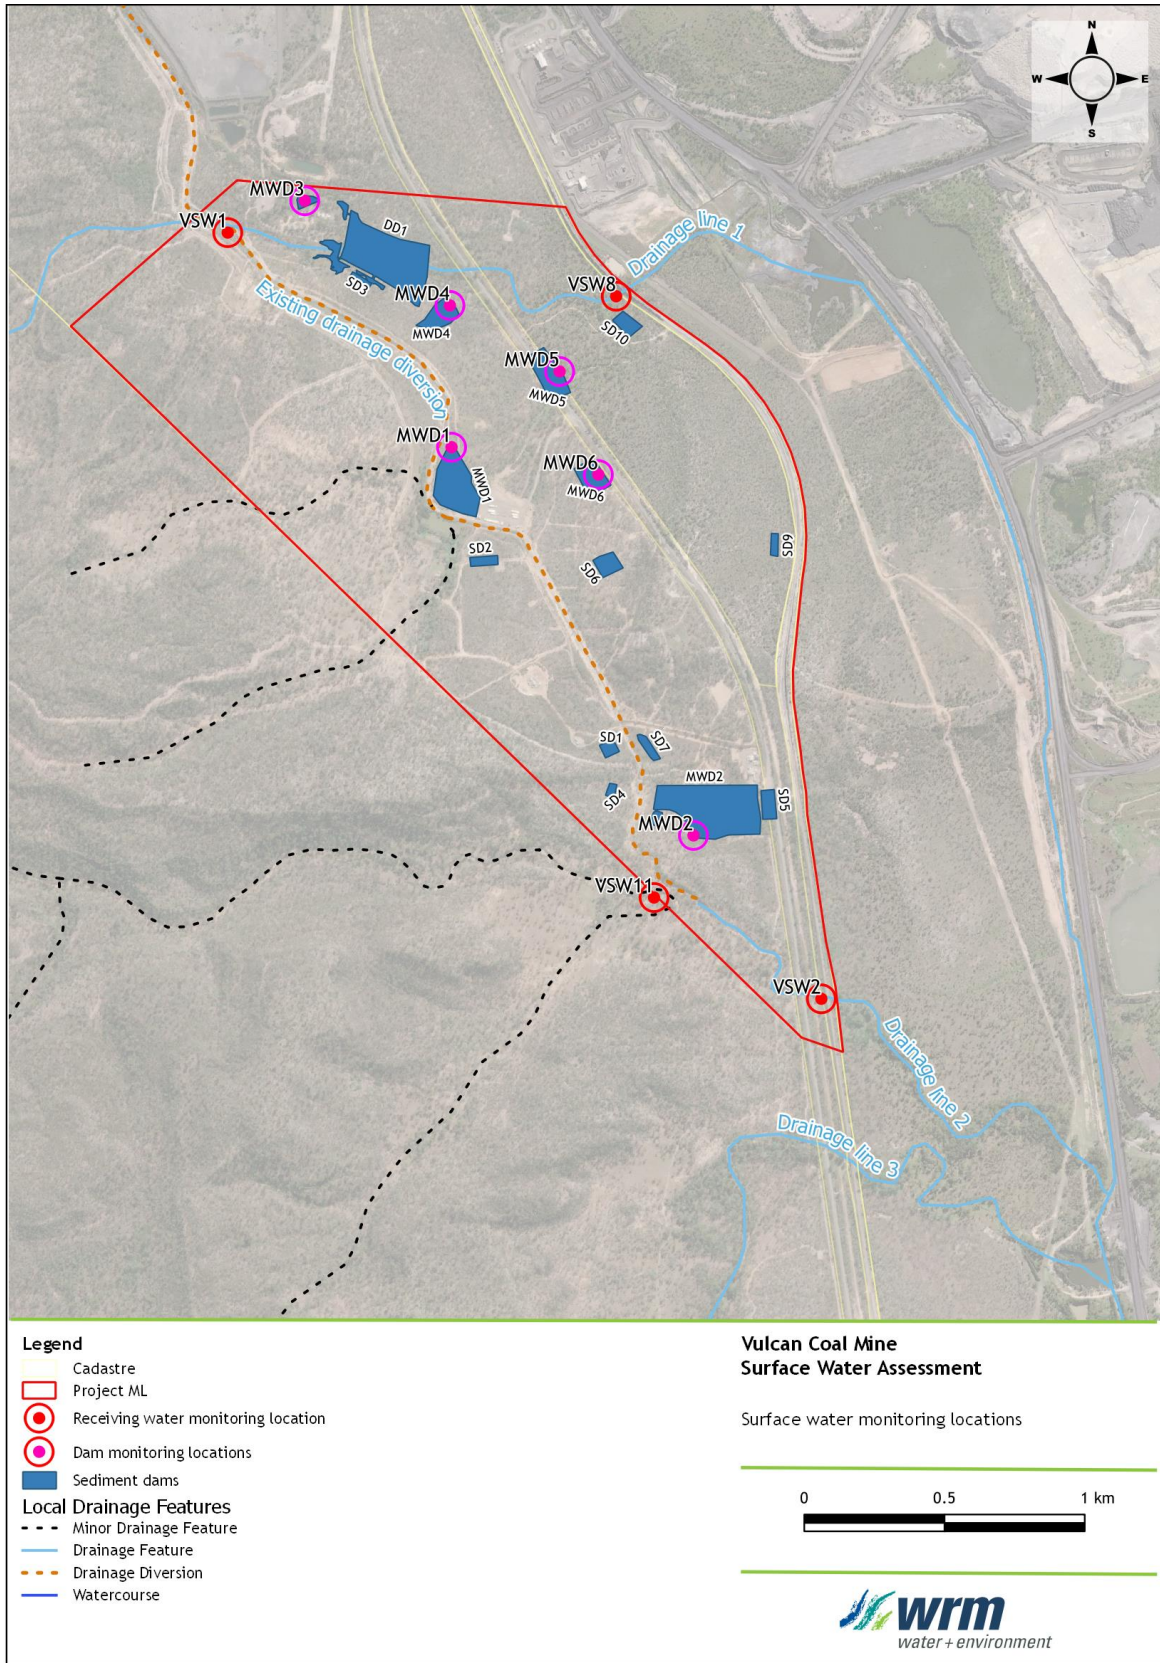 N
W E
S
MWD3
VSW1
DD1
SD3
Drainage line 1
VSW8
MWD4
MWD4
SD10
Existing drainage diversion
MWD5
MWD5
MWD1
MWD1
MWD6
MWD6
SD9
SD2
SD6
SD1
SD7
MWD2
SD4
SD5
MWD2
VSW11
VSW2
Drainage line 2
Drainage line 3
Legend
Cadastre
Project ML
Receiving water monitoring location
Dam monitoring locations
Sediment dams
Local Drainage Features
Minor Drainage Feature
Drainage Feature
Drainage Diversion
Watercourse
Vulcan Coal Mine
Surface Water Assessment
Surface water monitoring locations
0 0.5 1 km
wrm
water + environment